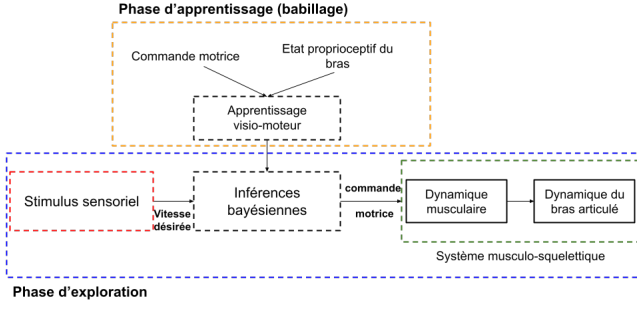 Phase d'apprentissage (babillage)
Commande motrice
Etat proprioceptif du
bras
Apprentissage
visio-moteur
Stimulus sensoriel
Vitesse
désirée
Inférences
bayésiennes
commande
motrice
Dynamique
musculaire
Dynamique du
bras articulé
Système musculo-squelettique
Phase d'exploration